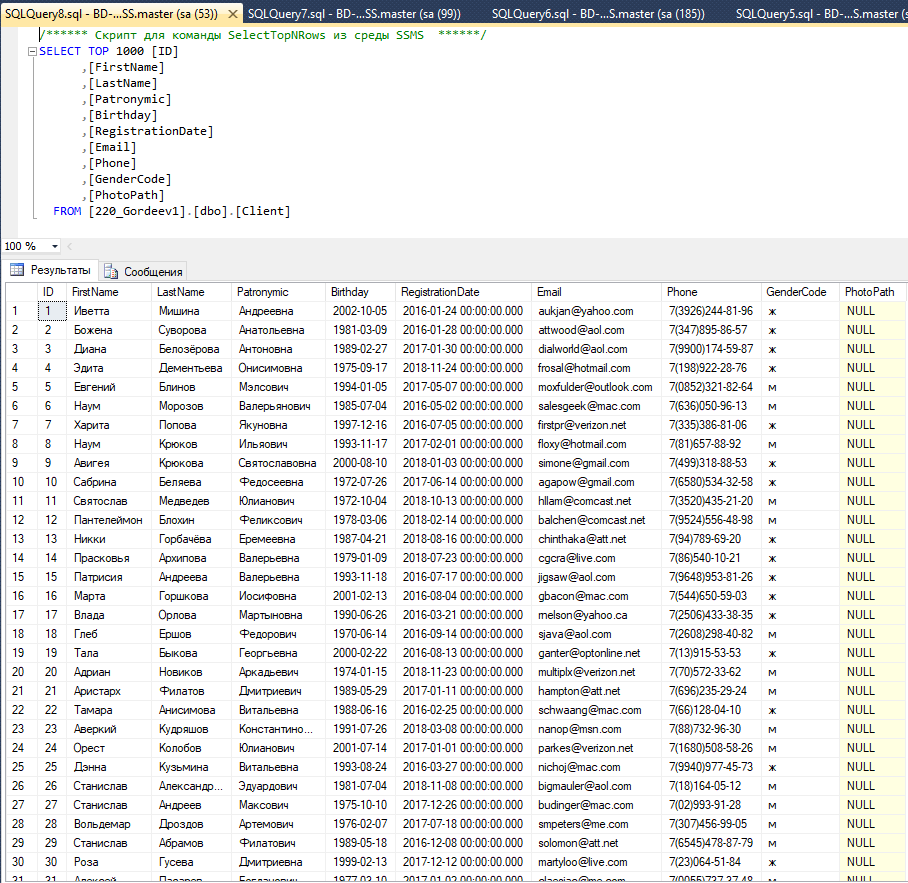 SQLQuery8.sql - BD-...SS.master (sa (53)) SQLQuery7.sql - BD-...SS.master (sa (99)) SQLQuery6.sql - BD-...S.master (sa (185)) SQLQuery5.sql - BD-...S.master (s
/****** Скрипт для команды SelectTopNRows из среды SSMS ******/
SELECT TOP 1000 [ID]
,[FirstName]
,[LastName]
,[Patronymic]
,[Birthday]
,[RegistrationDate]
,[Email]
,[Phone]
,[GenderCode]
,[PhotoPath]
FROM [220_Gordeev1].[dbo].[Client]
100 %
Результаты Сообщения
ID FirstName LastName Patronymic Birthday RegistrationDate Email Phone GenderCode PhotoPath
1 1 Иветта Мишина Андреевна 2002-10-05 2016-01-24 00:00:00.000 aukjan@yahoo.com 7(3926)244-81-96 ж NULL
2 2 Божена Суворова Анатольевна 1981-03-09 2016-01-28 00:00:00.000 attwood@aol.com 7(347)895-86-57 ж NULL
3 3 Диана Белозёрова Антоновна 1989-02-27 2017-01-30 00:00:00.000 dialworld@aol.com 7(9900)174-59-87 ж NULL
4 4 Эдита Дементьева Онисимовна 1975-09-17 2018-11-24 00:00:00.000 frosal@hotmail.com 7(198)922-28-76 ж NULL
5 5 Евгений Блинов Мэлсович 1994-01-05 2017-05-07 00:00:00.000 moxfulder@outlook.com 7(0852)321-82-64 м NULL
6 6 Наум Морозов Валерьянович 1985-07-04 2016-05-02 00:00:00.000 salesgeek@mac.com 7(636)050-96-13 м NULL
7 7 Харита Попова Якуновна 1997-12-16 2016-07-05 00:00:00.000 firstpr@verizon.net 7(335)386-81-06 ж NULL
8 8 Наум Крюков Ильяович 1993-11-17 2017-02-01 00:00:00.000 floxy@hotmail.com 7(81)657-88-92 м NULL
9 9 Авигея Крюкова Святославовна 2000-08-10 2018-01-03 00:00:00.000 simone@gmail.com 7(499)318-88-53 ж NULL
10 10 Сабрина Беляева Федосеевна 1972-07-26 2017-06-14 00:00:00.000 agapow@gmail.com 7(6580)534-32-58 ж NULL
11 11 Святослав Медведев Юлианович 1972-10-04 2018-10-13 00:00:00.000 hllam@comcast.net 7(3520)435-21-20 м NULL
12 12 Пантелеймон Блохин Феликсович 1978-03-06 2018-02-14 00:00:00.000 balchen@comcast.net 7(9524)556-48-98 м NULL
13 13 Никки Горбачёва Еремеевна 1987-04-21 2018-08-16 00:00:00.000 chinthaka@att.net 7(94)789-69-20 ж NULL
14 14 Прасковья Архипова Валерьевна 1979-01-09 2018-07-23 00:00:00.000 cgcra@live.com 7(86)540-10-21 ж NULL
15 15 Патрисия Андреева Валерьевна 1993-11-18 2016-07-17 00:00:00.000 jigsaw@aol.com 7(9648)953-81-26 ж NULL
16 16 Марта Горшкова Иосифовна 2001-02-13 2016-08-04 00:00:00.000 gbacon@mac.com 7(544)650-59-03 ж NULL
17 17 Влада Орлова Мартыновна 1990-06-26 2016-03-21 00:00:00.000 rnelson@yahoo.ca 7(2506)433-38-35 ж NULL
18 18 Глеб Ершов Федорович 1970-06-14 2016-09-14 00:00:00.000 sjava@aol.com 7(2608)298-40-82 м NULL
19 19 Тала Быкова Георгьевна 2000-02-22 2016-08-13 00:00:00.000 ganter@optonline.net 7(13)915-53-53 ж NULL
20 20 Адриан Новиков Аркадьевич 1974-01-15 2018-11-23 00:00:00.000 multiplx@verizon.net 7(70)572-33-62 м NULL
21 21 Аристарх Филатов Дмитриевич 1989-05-29 2017-01-11 00:00:00.000 hampton@att.net 7(696)235-29-24 м NULL
22 22 Тамара Анисимова Витальевна 1988-06-16 2016-02-25 00:00:00.000 schwaang@mac.com 7(66)128-04-10 ж NULL
23 23 Аверкий Кудряшов Константино... 1991-07-26 2018-03-08 00:00:00.000 nanop@msn.com 7(88)732-96-30 м NULL
24 24 Орест Колобов Юлианович 2001-07-14 2017-01-01 00:00:00.000 parkes@verizon.net 7(1680)508-58-26 м NULL
25 25 Дэнна Кузьмина Витальевна 1993-08-24 2016-03-27 00:00:00.000 nichoj@mac.com 7(9940)977-45-73 ж NULL
26 26 Станислав Александр... Эдуардович 1981-07-04 2018-11-08 00:00:00.000 bigmauler@aol.com 7(18)164-05-12 м NULL
27 27 Станислав Андреев Максович 1975-10-10 2017-12-26 00:00:00.000 budinger@mac.com 7(02)993-91-28 м NULL
28 28 Вольдемар Дроздов Артемович 1976-02-07 2017-07-18 00:00:00.000 smpeters@me.com 7(307)456-99-05 м NULL
29 29 Станислав Абрамов Филатович 1989-05-18 2016-12-08 00:00:00.000 solomon@att.net 7(6545)478-87-79 м NULL
30 30 Роза Гусева Дмитриевна 1999-02-13 2017-12-12 00:00:00.000 martyloo@live.com 7(23)064-51-84 ж NULL
31 31